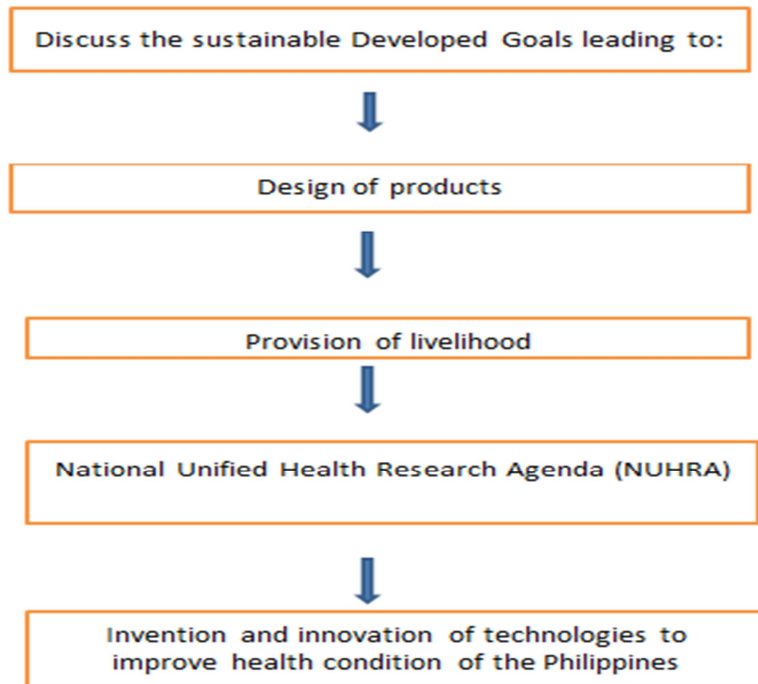 Discuss the sustainable Developed Goals leading to:
Design of products
Provision of livelihood
National Unified Health Research Agenda (NUHRA)
Invention and innovation of technologies to
improve health condition of the Philippines